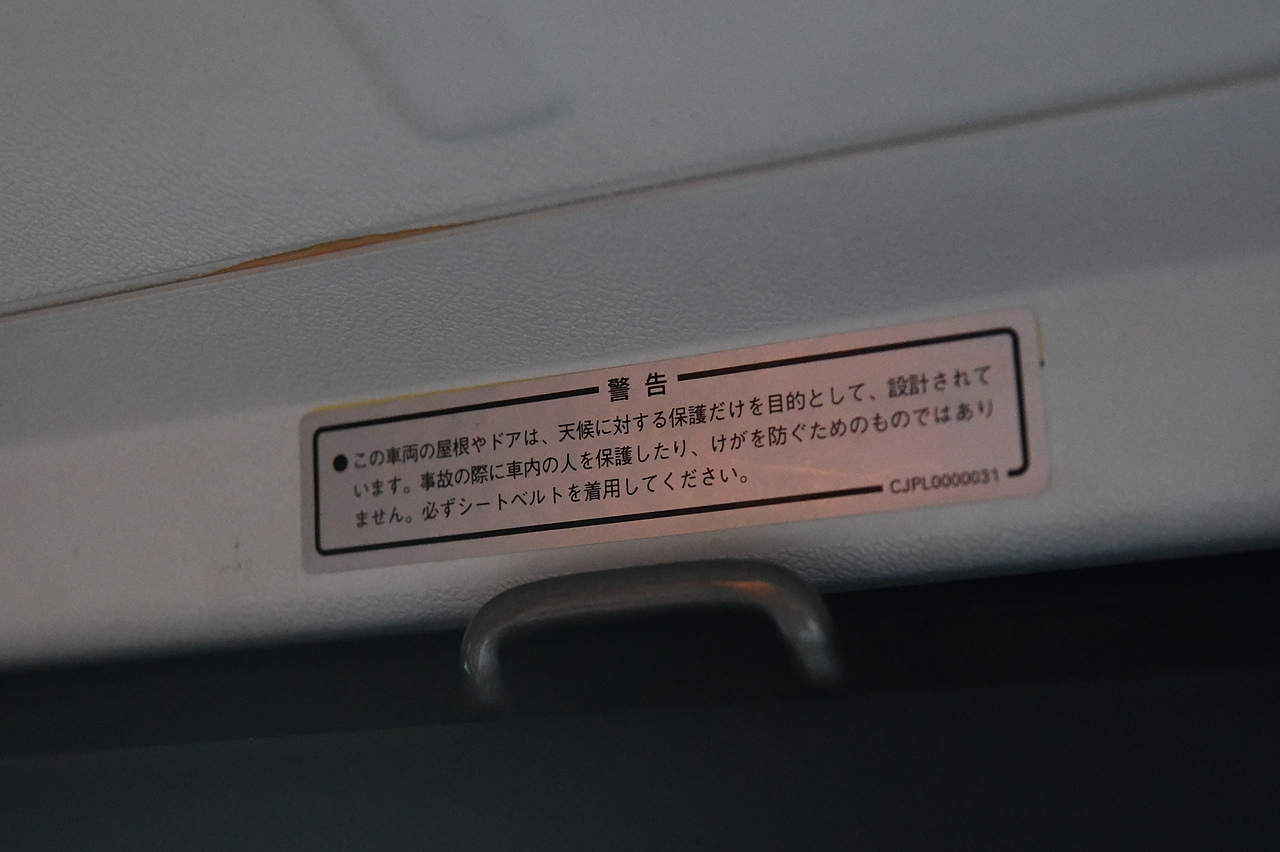 警告
●この車両の屋根やドアは、天候に対する保護だけを目的として、設計されて
います。事故の際に車内の人を保護したり、けがを防ぐためのものではあり
ません。必ずシートベルトを着用してください。
CJPL0000031